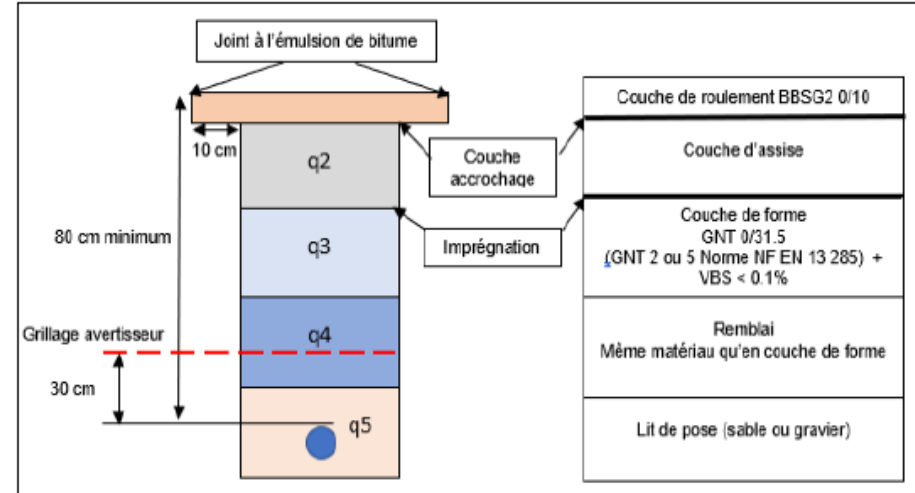 Joint à l'émulsion de bitume
10 cm
80 cm minimum
Grillage avertisseur
30 cm
q2
q3
q4
q5
Couche
accrochage
Imprégnation
Couche de roulement BBSG2 0/10
Couche d'assise
Couche de forme
GNT 0/31.5
(GNT 2 ou 5 Norme NF EN 13 285) +
VBS < 0.1%
Remblai
Même matériau qu'en couche de forme
Lit de pose (sable ou gravier)